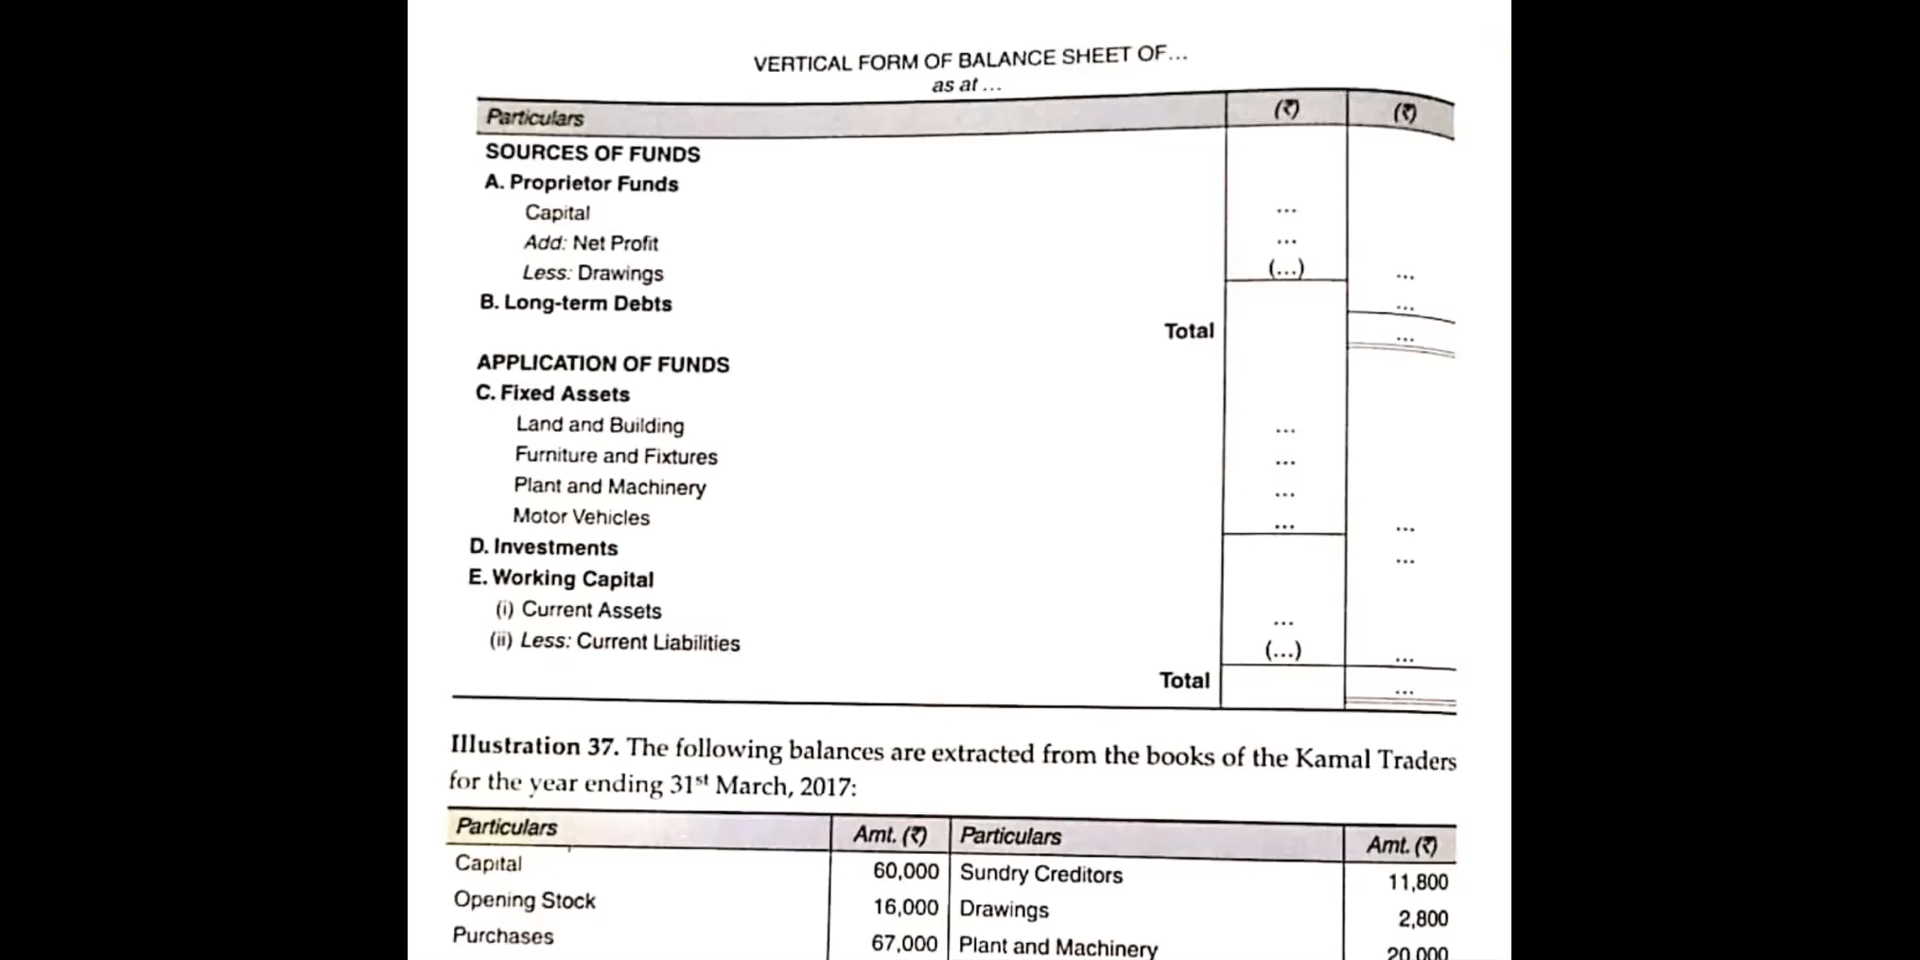 VERTICAL FORM OF BALANCE SHEET OF...
as at ...
Particulars (₹) (₹)
SOURCES OF FUNDS
A. Proprietor Funds
Capital ...
Add: Net Profit ...
Less: Drawings (...) ...
B. Long-term Debts ...
Total ...
APPLICATION OF FUNDS
C. Fixed Assets
Land and Building ...
Furniture and Fixtures ...
Plant and Machinery ...
Motor Vehicles ... ...
D. Investments ...
E. Working Capital
(i) Current Assets ...
(ii) Less: Current Liabilities (...) ...
Total ...
Illustration 37. The following balances are extracted from the books of the Kamal Traders
for the year ending 31st March, 2017:
Particulars Amt. (₹) Particulars Amt. (₹)
Capital 60,000 Sundry Creditors 11,800
Opening Stock 16,000 Drawings 2,800
Purchases 67,000 Plant and Machinery 20,000